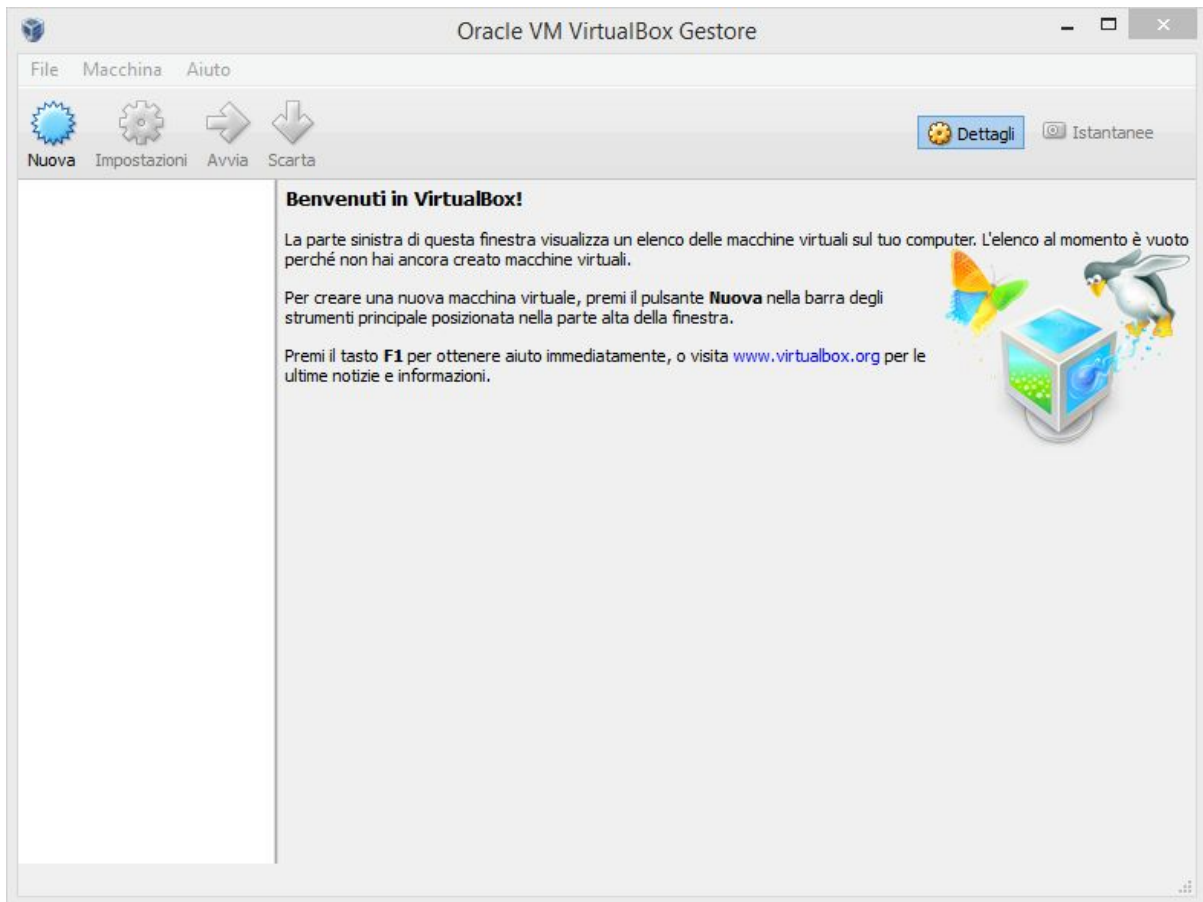 Oracle VM VirtualBox Gestore
File Macchina Aiuto
Nuova Impostazioni Avvia Scarta
Dettagli Istantanee
Benvenuti in VirtualBox!
La parte sinistra di questa finestra visualizza un elenco delle macchine virtuali sul tuo computer. L'elenco al momento è vuoto
perché non hai ancora creato macchine virtuali.
Per creare una nuova macchina virtuale, premi il pulsante Nuova nella barra degli
strumenti principale posizionata nella parte alta della finestra.
Premi il tasto F1 per ottenere aiuto immediatamente, o visita www.virtualbox.org per le
ultime notizie e informazioni.